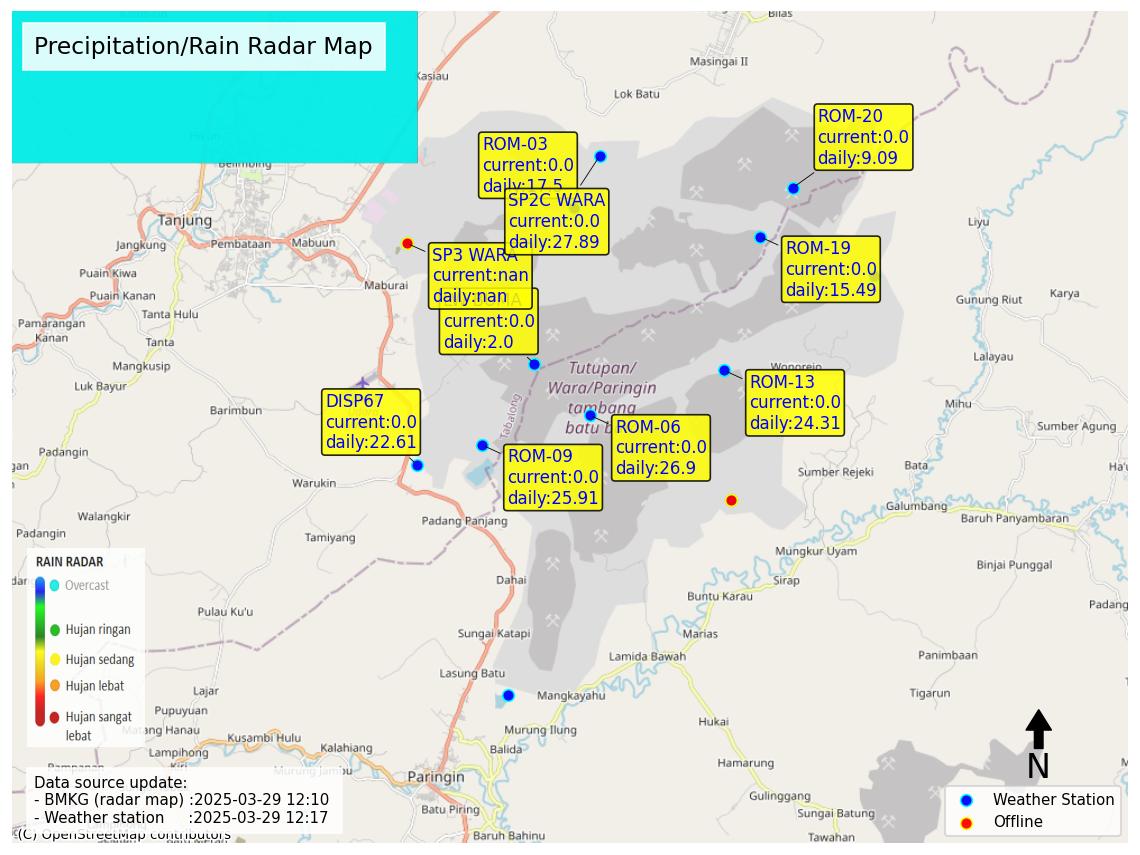 Precipitation/Rain Radar Map
Bilas
Masingai II
Kasiau
Lok Batu
Belimbing
Tanjung
Jangkung
Pembataan
Mabuun
Maburai
Puain Kiwa
Puain Kanan
Tanta Hulu
Pamarangan
Kanan
Tanta
Mangkusip
Luk Bayur
Barimbun
Padangin
Warukin
Walangkir
Padangin
Tamiyang
Padang Panjang
Dahai
Pulau Ku'u
Sungai Katapi
Lasung Batu
Lajar
Pupuyuan
Matang Hanau
Lampihong
Kusambi Hulu
Kalahiang
Murung Jambu
Paringin
Batu Piring
Baruh Bahinu
Balida
Murung Ilung
Mangkayahu
Lamida Bawah
Marias
Buntu Karau
Sirap
Mungkur Uyam
Hukai
Hamarung
Gulinggang
Sungai Batung
Tawahan
Tigarun
Panimbaan
Binjai Punggal
Baruh Panyambaran
Galumbang
Bata
Sumber Rejeki
Sumber Agung
Mihu
Lalayau
Gunung Riut
Karya
Liyu
Wonorejo
Tabalong
Tutupan/
Wara/Paringin
tambang
batu b
ROM-03
current:0.0
daily:17.5
SP2C WARA
current:0.0
daily:27.89
ROM-20
current:0.0
daily:9.09
ROM-19
current:0.0
daily:15.49
SP3 WARA
current:nan
daily:nan
current:0.0
daily:2.0
ROM-13
current:0.0
daily:24.31
DISP67
current:0.0
daily:22.61
ROM-06
current:0.0
daily:26.9
ROM-09
current:0.0
daily:25.91
RAIN RADAR
Overcast
Hujan ringan
Hujan sedang
Hujan lebat
Hujan sangat
lebat
Data source update:
- BMKG (radar map) :2025-03-29 12:10
- Weather station :2025-03-29 12:17
(C) OpenStreetMap contributors
N
Weather Station
Offline